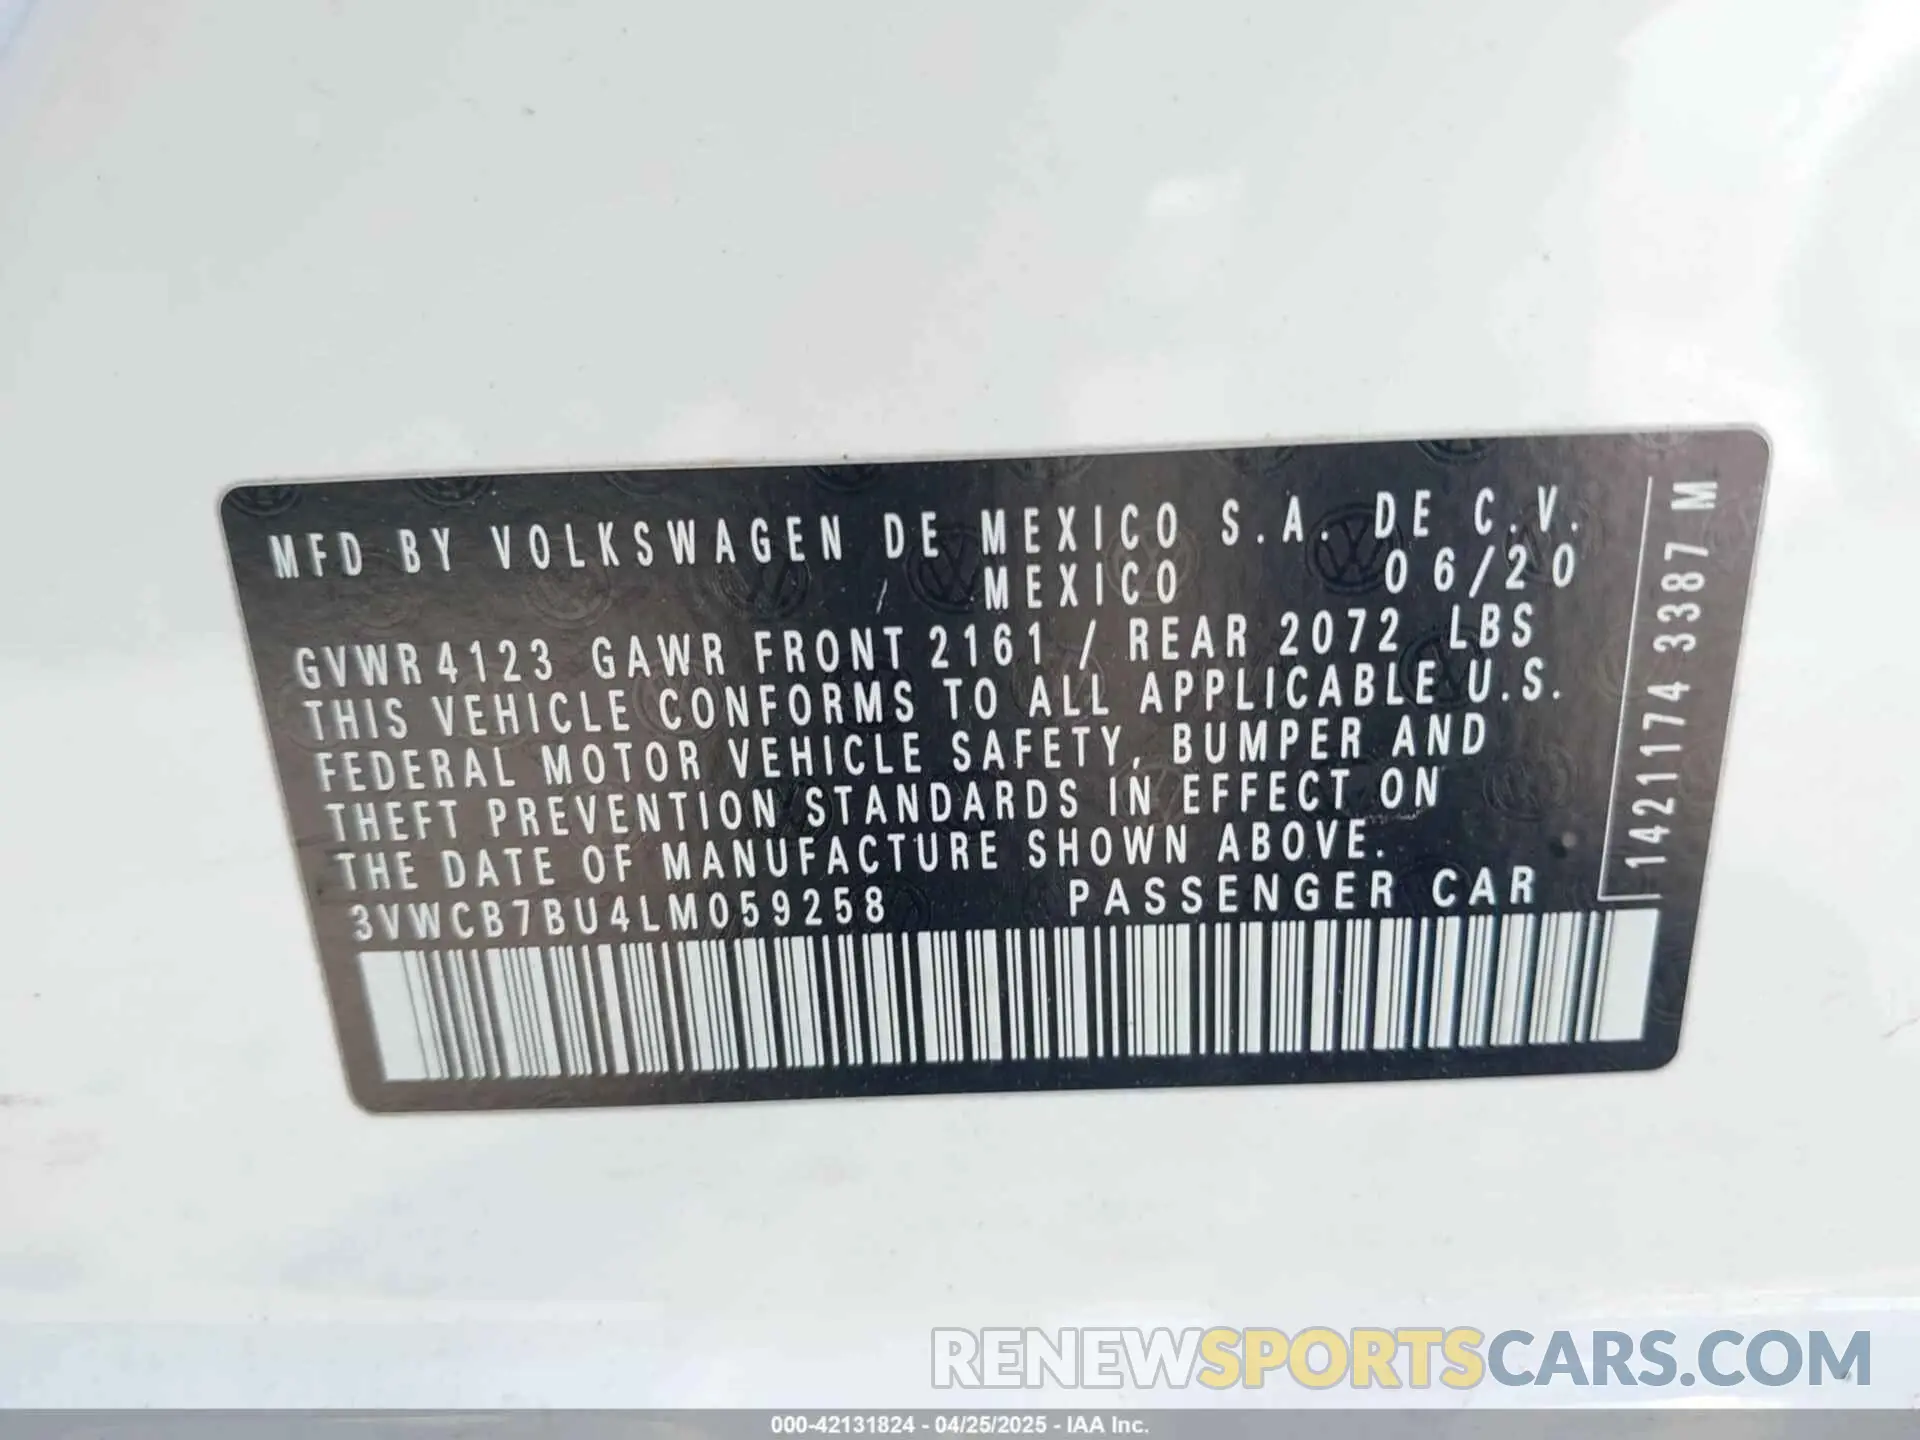 MFD BY VOLKSWAGEN DE MEXICO S.A. DE C.V.
/ MEXICO 06/20
GVWR 4123 GAWR FRONT 2161 / REAR 2072 LBS
THIS VEHICLE CONFORMS TO ALL APPLICABLE U.S.
FEDERAL MOTOR VEHICLE SAFETY, BUMPER AND
THEFT PREVENTION STANDARDS IN EFFECT ON
THE DATE OF MANUFACTURE SHOWN ABOVE.
3VWCB7BU4LM059258 PASSENGER CAR
1421174 3387 M
RENEWSPORTSCARS.COM
000-42131824 - 04/25/2025 - IAA Inc.